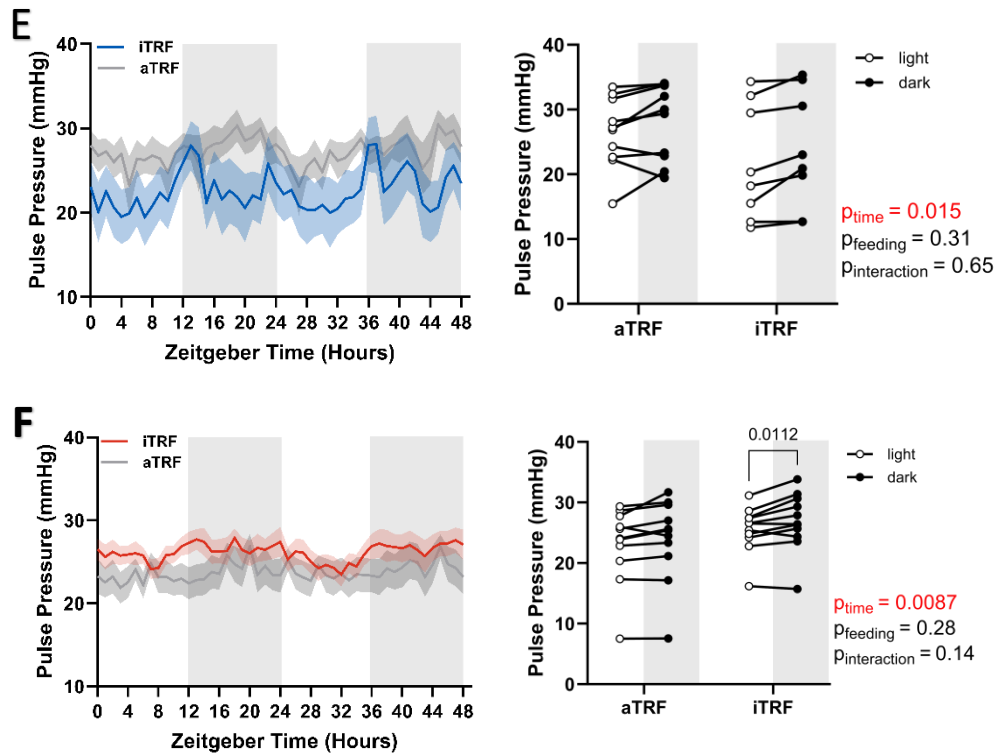 E
iTRF
aTRF
Pulse Pressure (mmHg)
40
30
20
10
0 4 8 12 16 20 24 28 32 36 40 44 48
Zeitgeber Time (Hours)
Pulse Pressure (mmHg)
40
30
20
10
0
aTRF iTRF
light
dark
ptime = 0.015
pfeeding = 0.31
pinteraction = 0.65
F
iTRF
aTRF
Pulse Pressure (mmHg)
40
30
20
10
0 4 8 12 16 20 24 28 32 36 40 44 48
Zeitgeber Time (Hours)
Pulse Pressure (mmHg)
40
30
20
10
0
0.0112
aTRF iTRF
light
dark
ptime = 0.0087
pfeeding = 0.28
pinteraction = 0.14